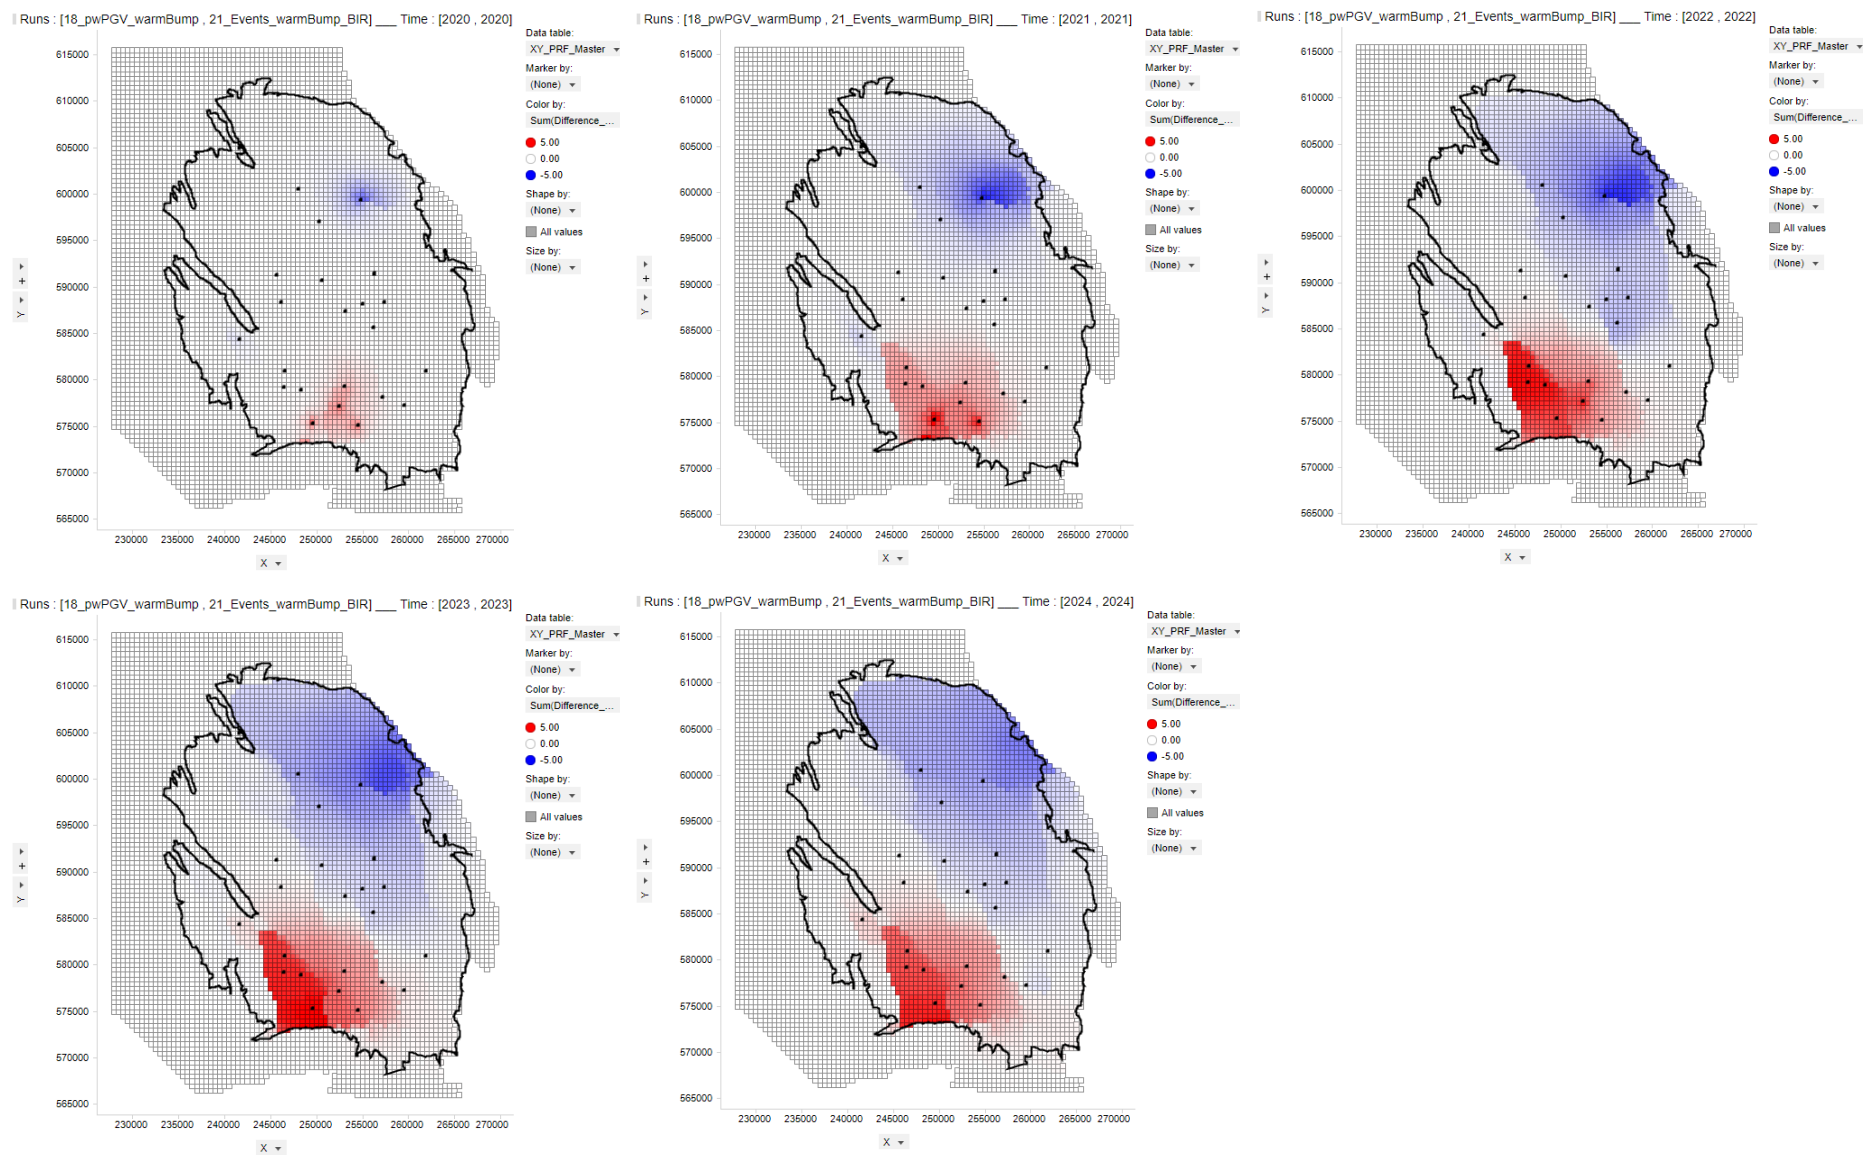 Runs : [18_pwPGV_warmBump , 21_Events_warmBump_BIR] ___ Time : [2020 , 2020]
615000
610000
605000
600000
595000
590000
585000
580000
575000
570000
565000
230000 235000 240000 245000 250000 255000 260000 265000 270000
X
Y
+
Data table:
XY_PRF_Master
Marker by:
(None)
Color by:
Sum(Difference_...
5.00
0.00
-5.00
Shape by:
(None)
All values
Size by:
(None)
Runs : [18_pwPGV_warmBump , 21_Events_warmBump_BIR] ___ Time : [2021 , 2021]
615000
610000
605000
600000
595000
590000
585000
580000
575000
570000
565000
230000 235000 240000 245000 250000 255000 260000 265000 270000
X
Y
+
Data table:
XY_PRF_Master
Marker by:
(None)
Color by:
Sum(Difference_...
5.00
0.00
-5.00
Shape by:
(None)
All values
Size by:
(None)
Runs : [18_pwPGV_warmBump , 21_Events_warmBump_BIR] ___ Time : [2022 , 2022]
615000
610000
605000
600000
595000
590000
585000
580000
575000
570000
565000
230000 235000 240000 245000 250000 255000 260000 265000 270000
X
Y
+
Data table:
XY_PRF_Master
Marker by:
(None)
Color by:
Sum(Difference_...
5.00
0.00
-5.00
Shape by:
(None)
All values
Size by:
(None)
Runs : [18_pwPGV_warmBump , 21_Events_warmBump_BIR] ___ Time : [2023 , 2023]
615000
610000
605000
600000
595000
590000
585000
580000
575000
570000
565000
230000 235000 240000 245000 250000 255000 260000 265000 270000
X
Y
+
Data table:
XY_PRF_Master
Marker by:
(None)
Color by:
Sum(Difference_...
5.00
0.00
-5.00
Shape by:
(None)
All values
Size by:
(None)
Runs : [18_pwPGV_warmBump , 21_Events_warmBump_BIR] ___ Time : [2024 , 2024]
615000
610000
605000
600000
595000
590000
585000
580000
575000
570000
565000
230000 235000 240000 245000 250000 255000 260000 265000 270000
X
Y
+
Data table:
XY_PRF_Master
Marker by:
(None)
Color by:
Sum(Difference_...
5.00
0.00
-5.00
Shape by:
(None)
All values
Size by:
(None)